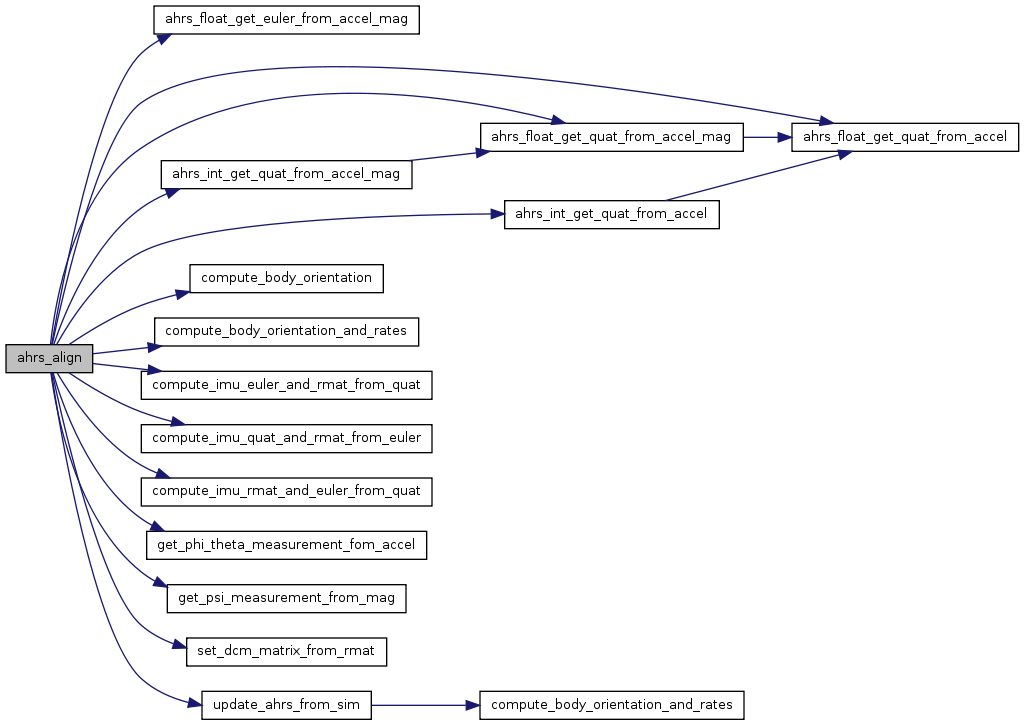 ahrs_float_get_euler_from_accel_mag
ahrs_float_get_quat_from_accel_mag
ahrs_float_get_quat_from_accel
ahrs_int_get_quat_from_accel_mag
ahrs_int_get_quat_from_accel
compute_body_orientation
compute_body_orientation_and_rates
ahrs_align
compute_imu_euler_and_rmat_from_quat
compute_imu_quat_and_rmat_from_euler
compute_imu_rmat_and_euler_from_quat
get_phi_theta_measurement_fom_accel
get_psi_measurement_from_mag
set_dcm_matrix_from_rmat
update_ahrs_from_sim
compute_body_orientation_and_rates